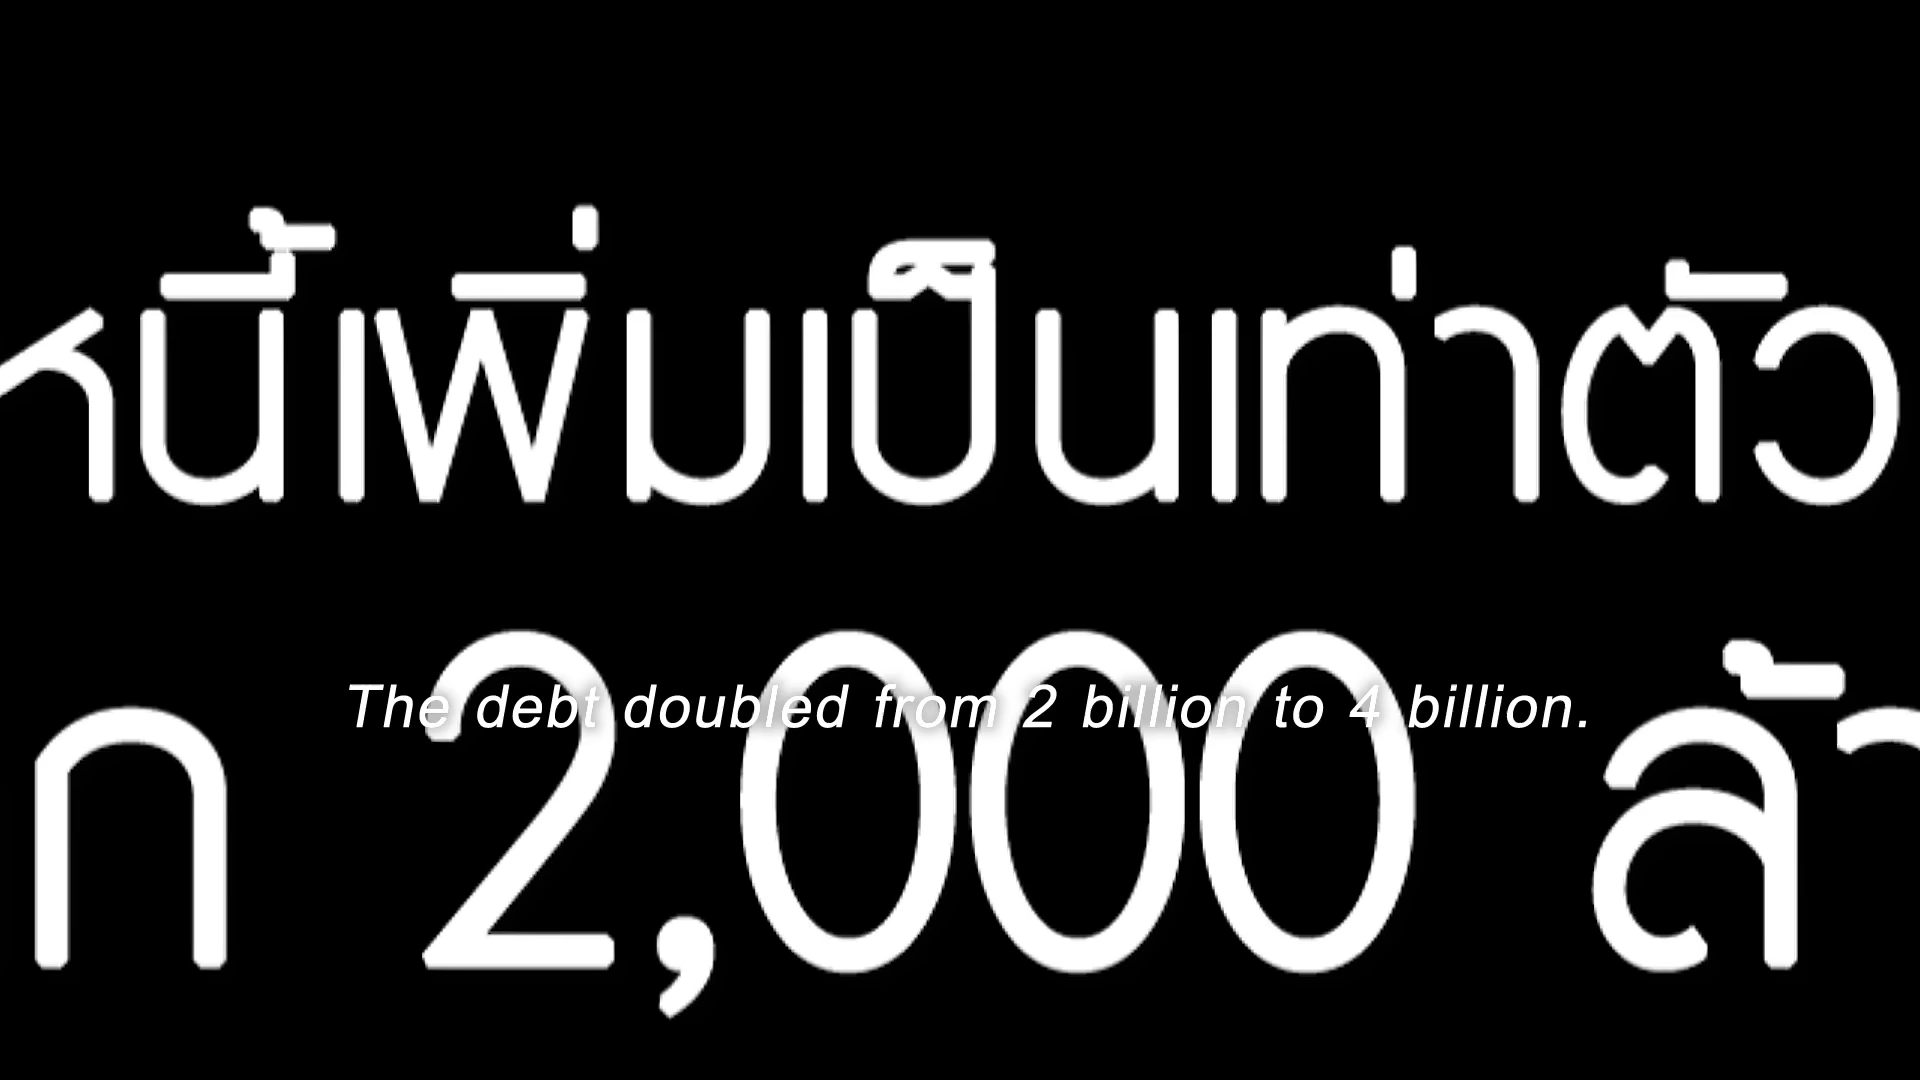 หนี้เพิ่มเป็นเท่าตัว
The debt doubled from 2 billion to 4 billion.
2,000